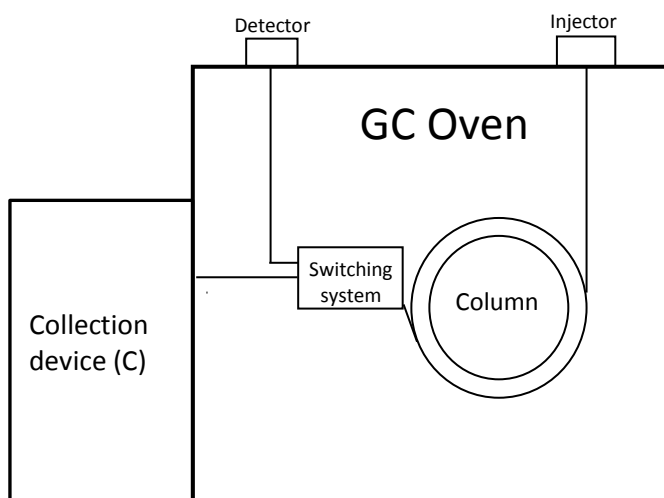 Detector
Injector
GC Oven
Switching
system
Column
Collection
device (C)